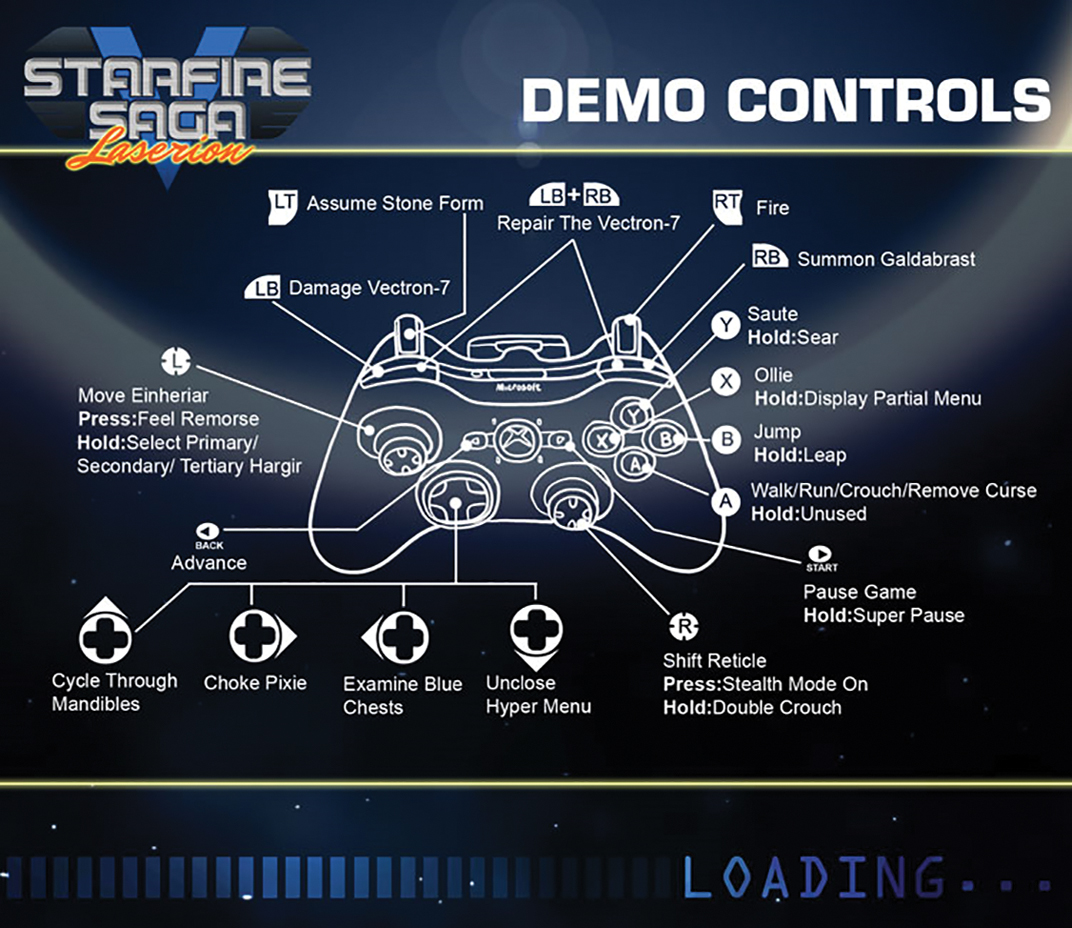 STARFIRE
SAGA
V
Laserion
DEMO CONTROLS
LT Assume Stone Form
LB+RB
Repair The Vectron-7
RT Fire
RB Summon Galdabrast
LB Damage Vectron-7
Y Saute
Hold:Sear
L
Move Einheriar
Press:Feel Remorse
Hold:Select Primary/
Secondary/ Tertiary Hargir
X Ollie
Hold:Display Partial Menu
Microsoft
Y
X
B
A
B Jump
Hold:Leap
A Walk/Run/Crouch/Remove Curse
Hold:Unused
BACK
Advance
START
Pause Game
Hold:Super Pause
Cycle Through
Mandibles
Choke Pixie
Examine Blue
Chests
Unclose
Hyper Menu
R
Shift Reticle
Press:Stealth Mode On
Hold:Double Crouch
LOADING...